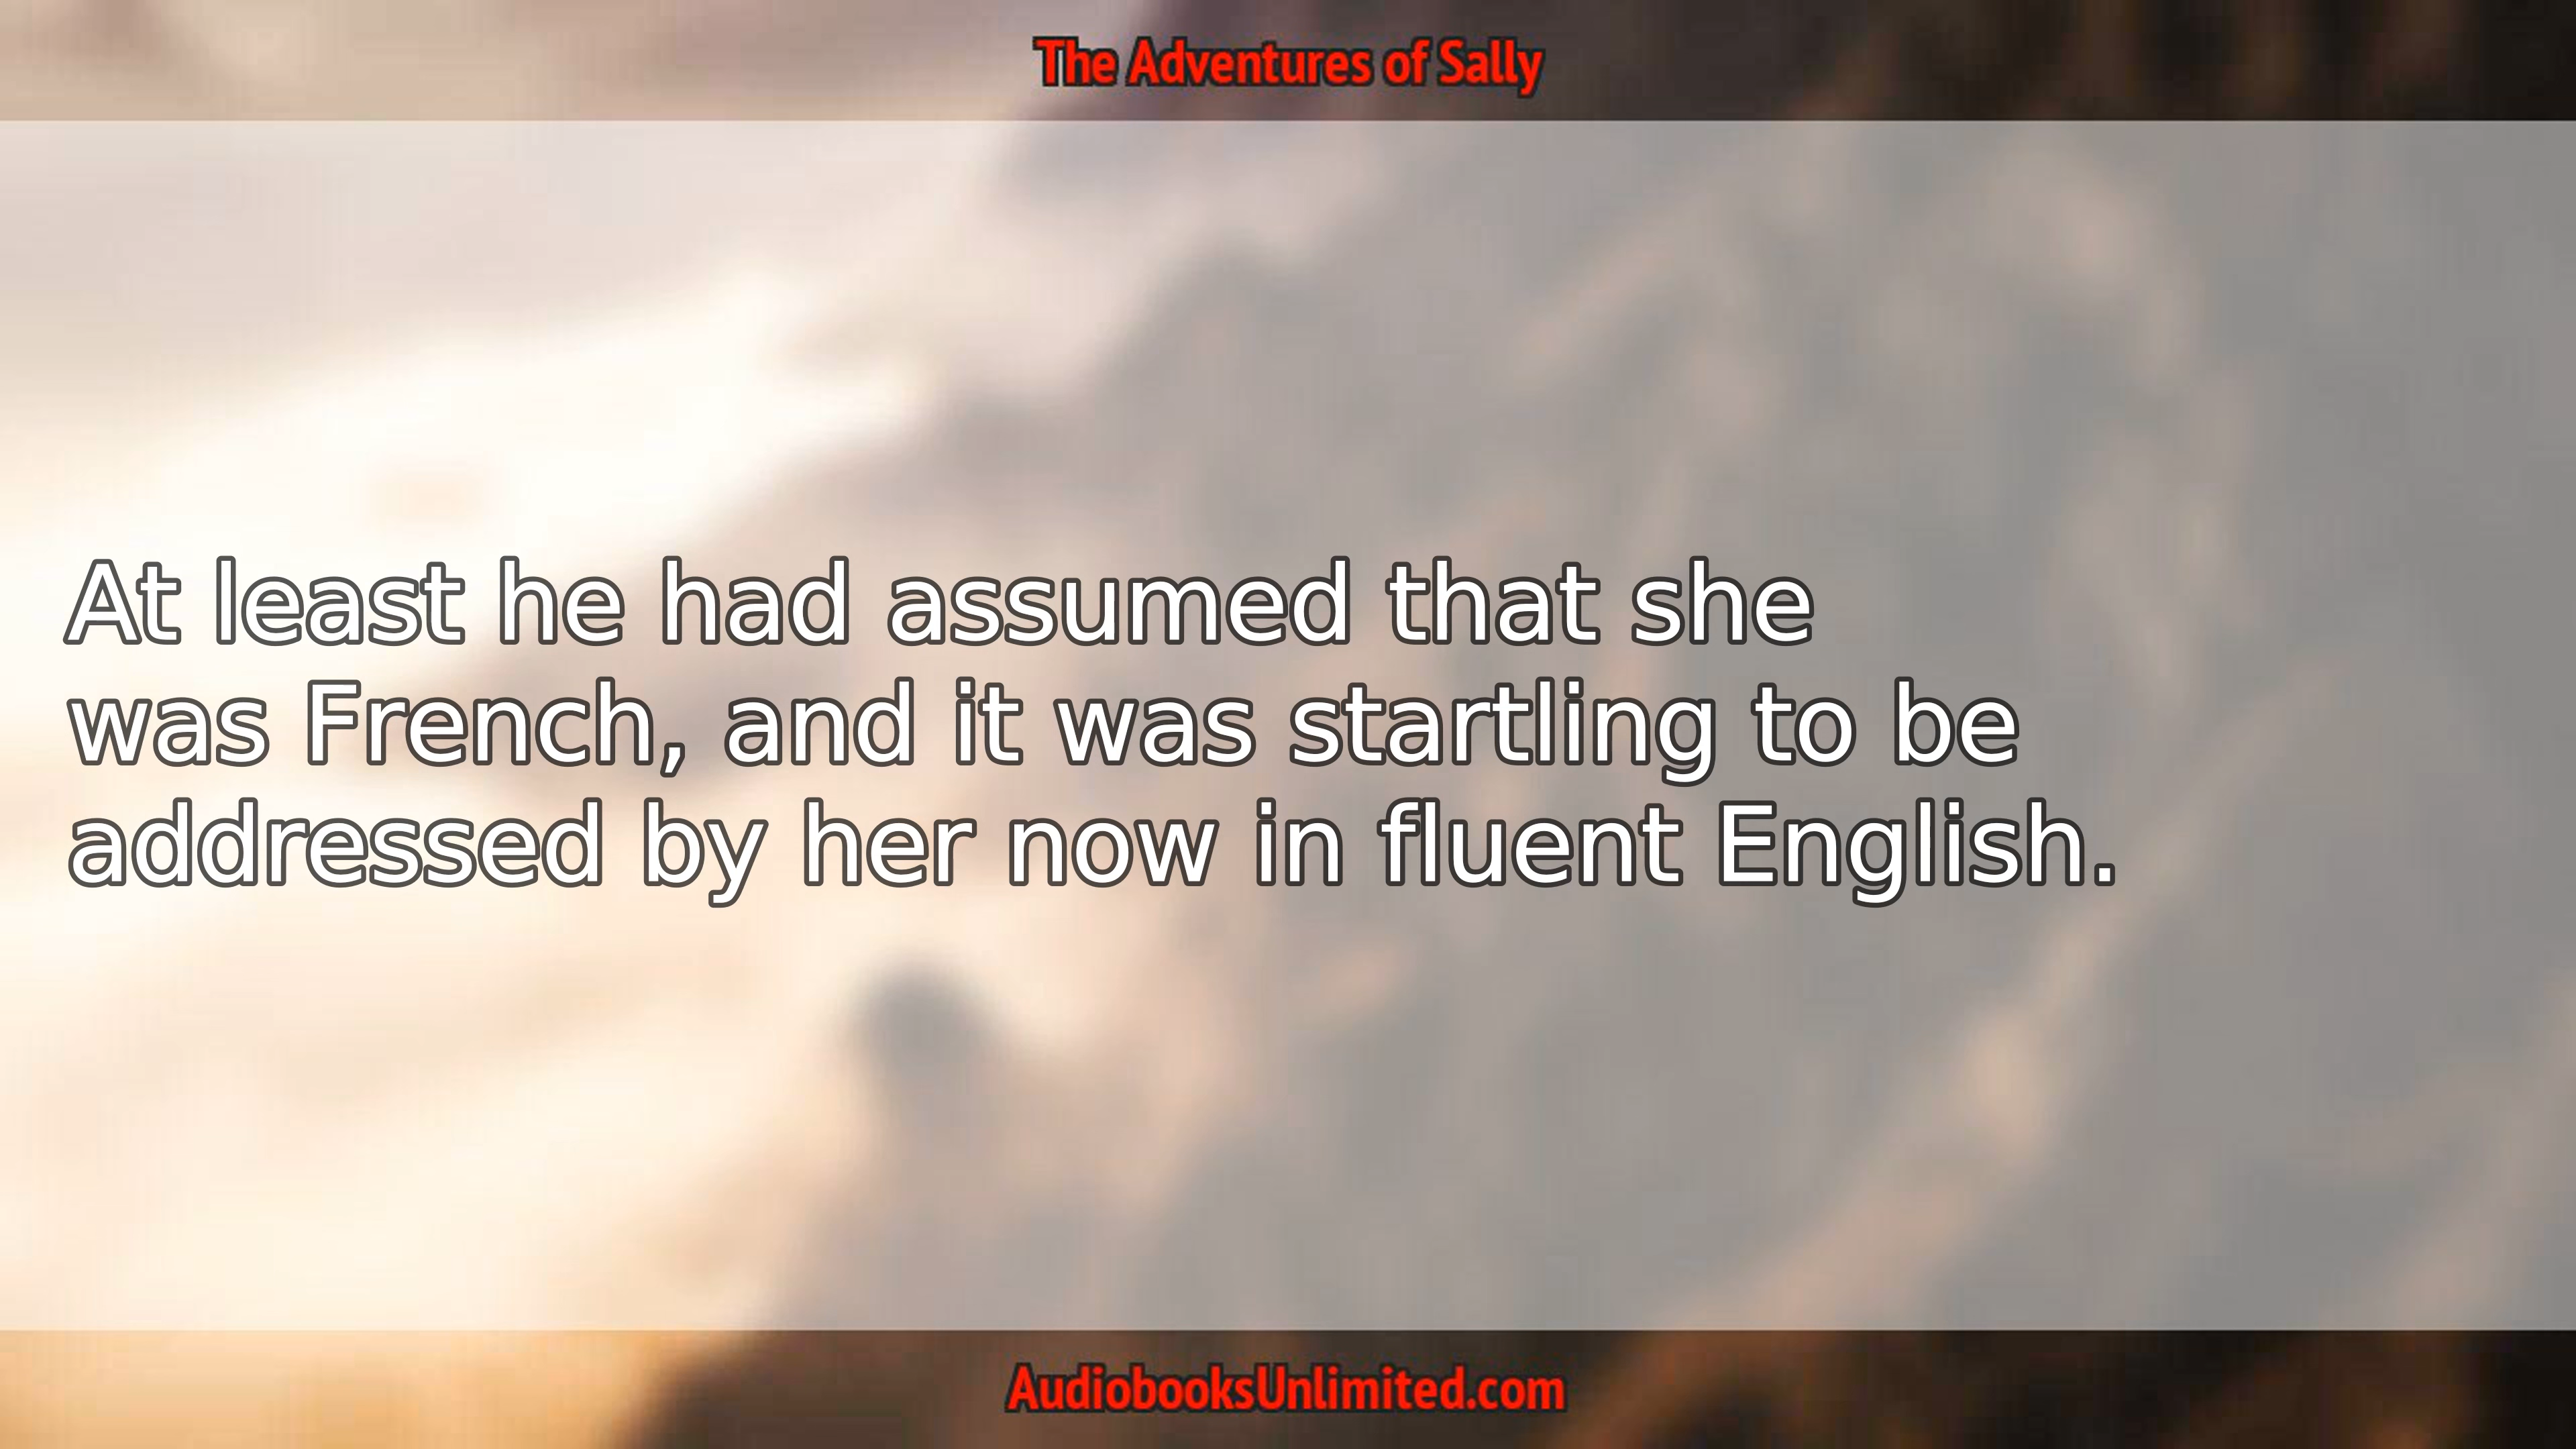 The Adventures of Sally
At least he had assumed that she
was French, and it was startling to be
addressed by her now in fluent English.
AudiobooksUnlimited.com